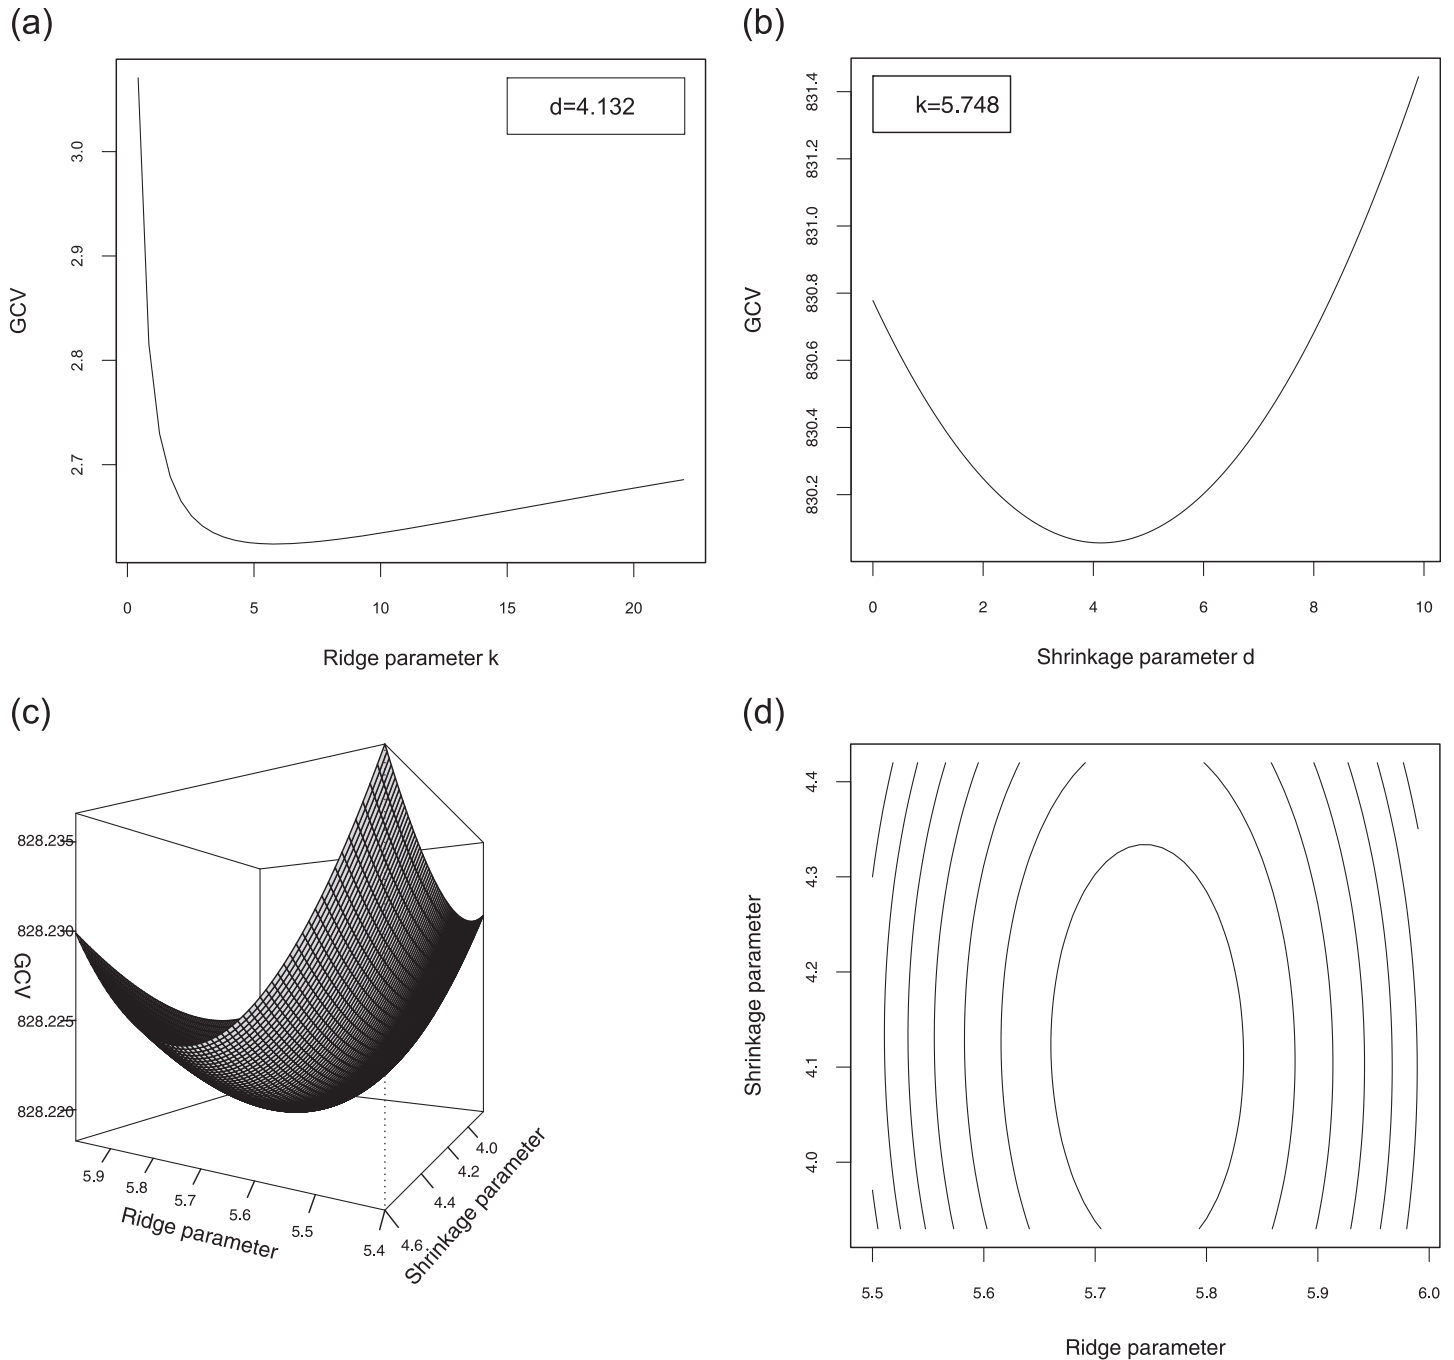 (a)
d=4.132
GCV
3.0
2.9
2.8
2.7
0 5 10 15 20
Ridge parameter k
(b)
k=5.748
GCV
831.4
831.2
831.0
830.8
830.6
830.4
830.2
0 2 4 6 8 10
Shrinkage parameter d
(c)
828.235
828.230
GCV
828.225
828.220
5.9 5.8 5.7 5.6 5.5 5.4
Ridge parameter
4.0
4.2
4.4
4.6
Shrinkage parameter
(d)
Shrinkage parameter
4.4
4.3
4.2
4.1
4.0
5.5 5.6 5.7 5.8 5.9 6.0
Ridge parameter